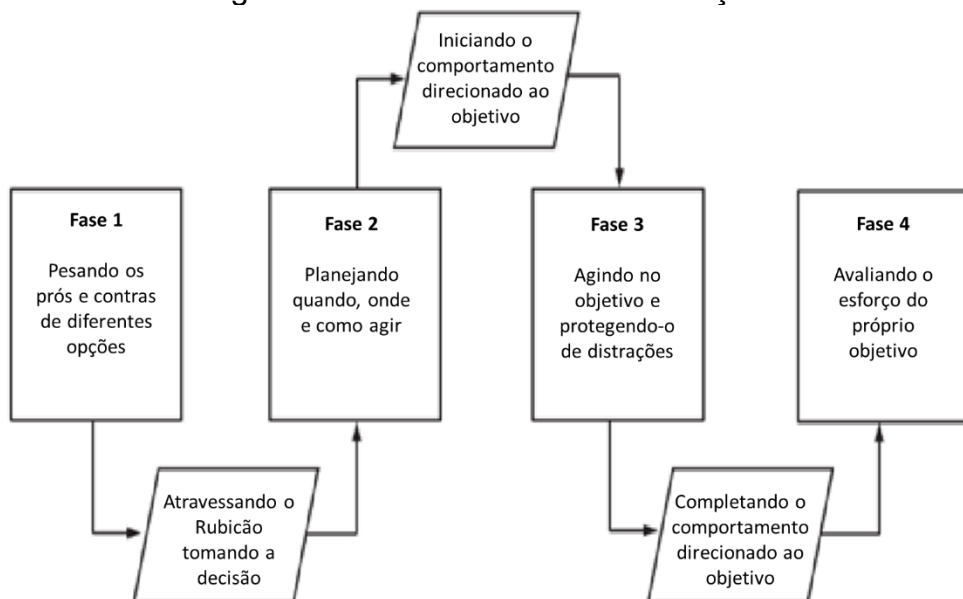 Iniciando o
comportamento
direcionado ao
objetivo
Fase 1
Pesando os
prós e contras
de diferentes
opções
Fase 2
Planejando
quando, onde
e como agir
Fase 3
Agindo no
objetivo e
protegendo-o
de distrações
Fase 4
Avaliando o
esforço do
próprio
objetivo
Atravessando o
Rubicão
tomando a
decisão
Completando o
comportamento
direcionado ao
objetivo